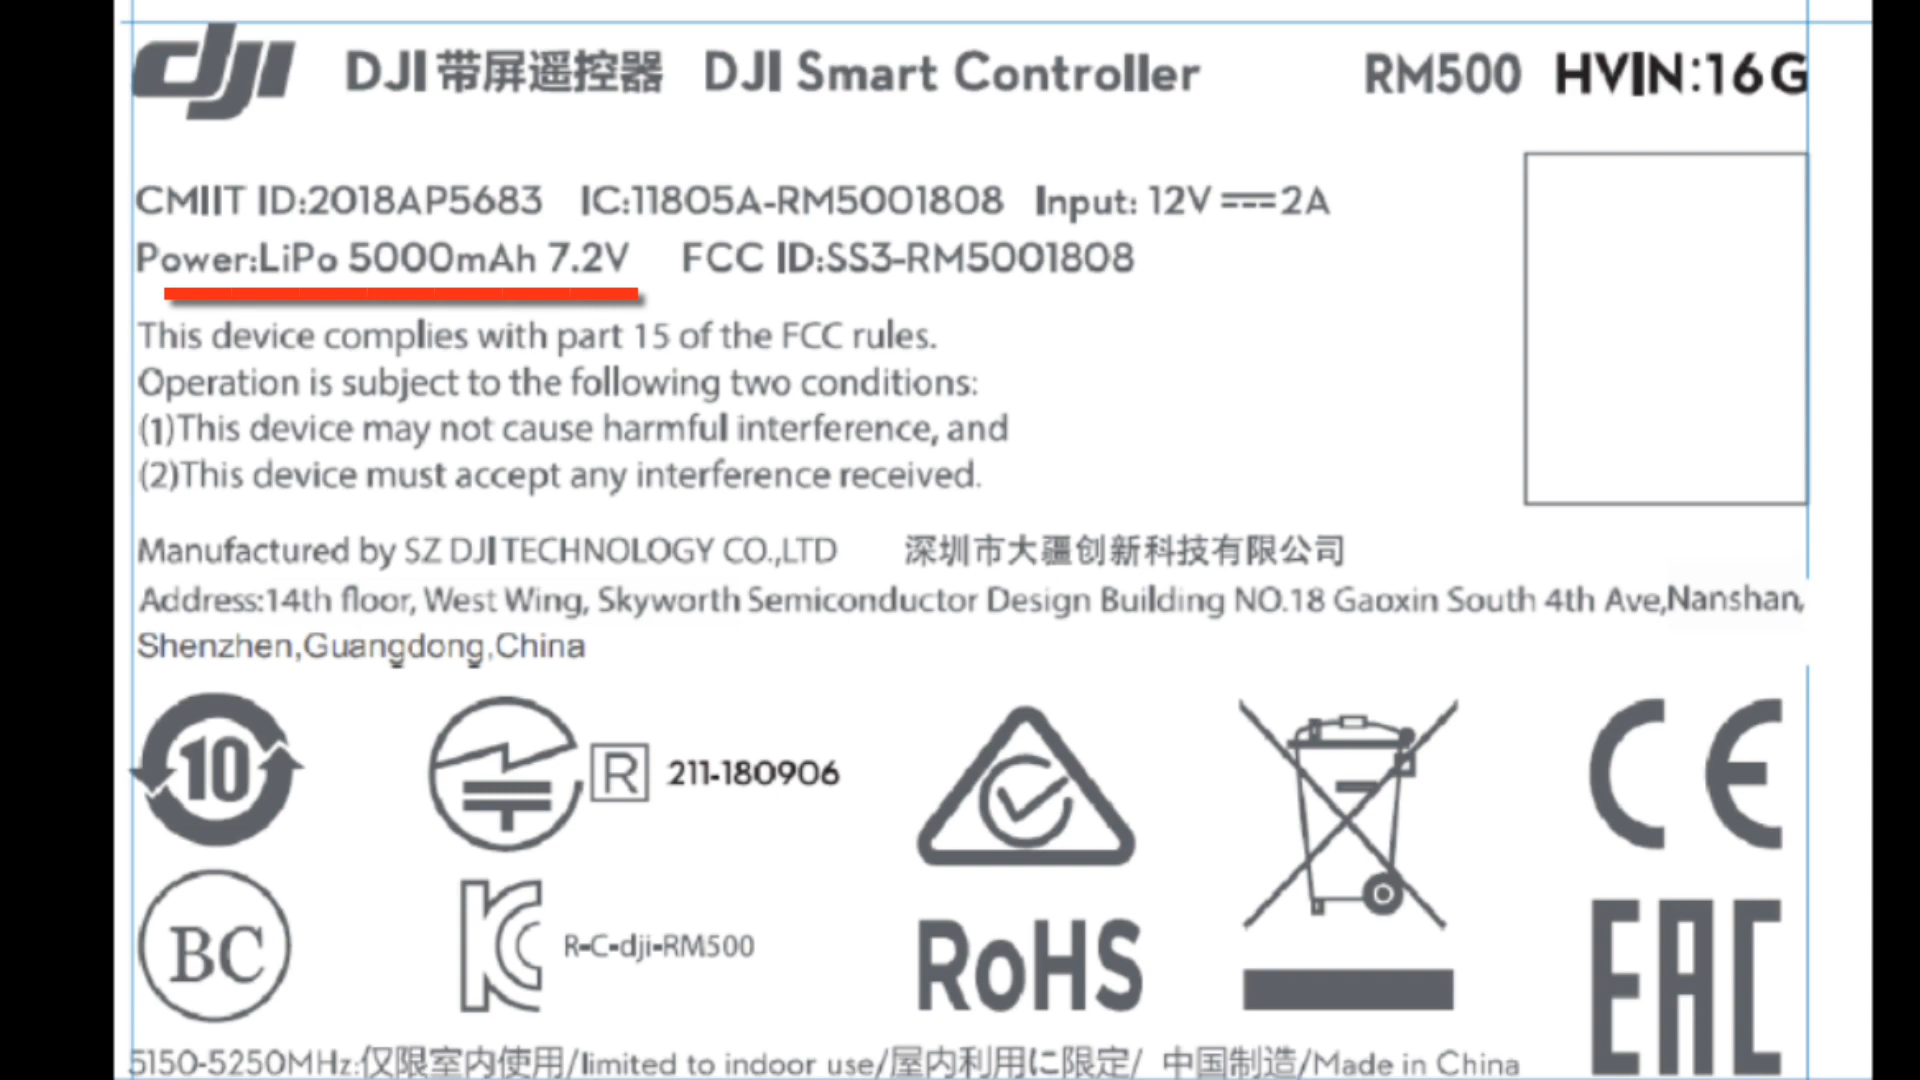 dji DJI 带屏遥控器 DJI Smart Controller RM500 HVIN:16G
CMIIT ID:2018AP5683 IC:11805A-RM5001808 Input: 12V ⎓ 2A
Power:LiPo 5000mAh 7.2V FCC ID:SS3-RM5001808
This device complies with part 15 of the FCC rules.
Operation is subject to the following two conditions:
(1)This device may not cause harmful interference, and
(2)This device must accept any interference received.
Manufactured by SZ DJI TECHNOLOGY CO.,LTD 深圳市大疆创新科技有限公司
Address:14th floor, West Wing, Skyworth Semiconductor Design Building NO.18 Gaoxin South 4th Ave,Nanshan,
Shenzhen,Guangdong,China
10 R 211-180906 CE
BC KC R-C-dji-RM500 RoHS EAC
5150-5250MHz:仅限室内使用/limited to indoor use/屋内利用に限定/ 中国制造/Made in China